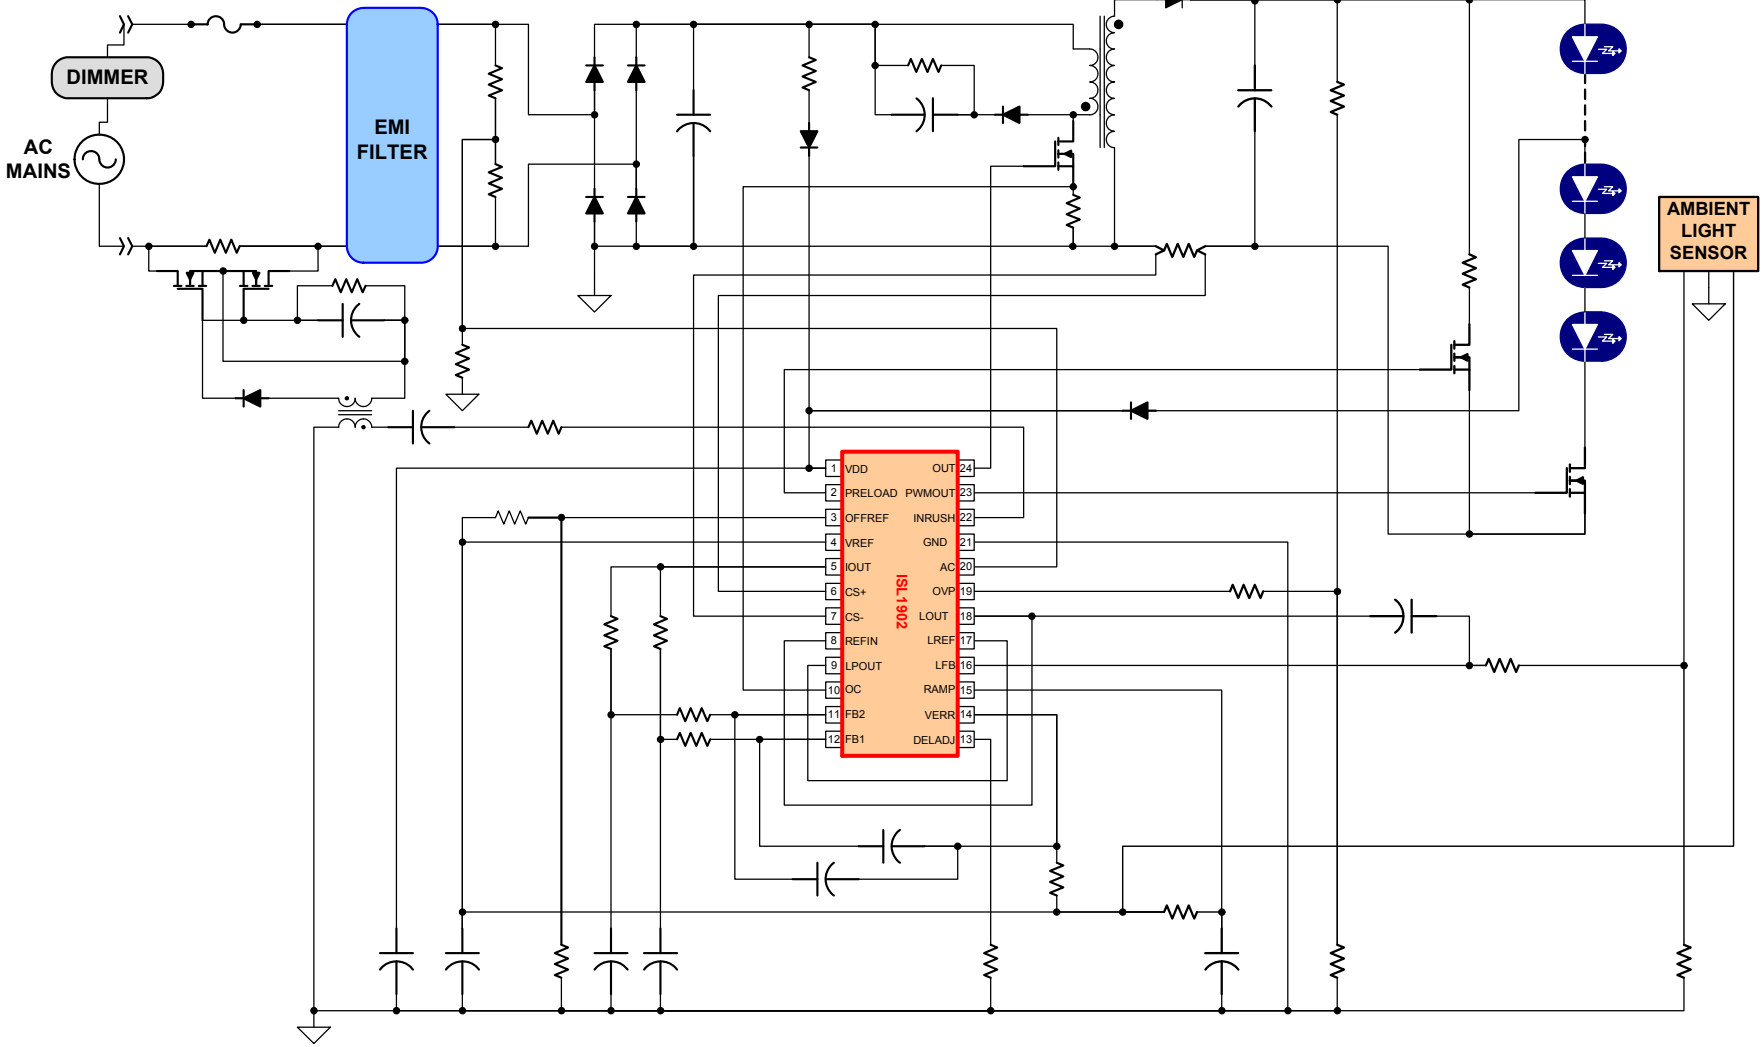 DIMMER
AC
MAINS
EMI
FILTER
AMBIENT
LIGHT
SENSOR
1 VDD OUT 24
2 PRELOAD PWMOUT 23
3 OFFREF INRUSH 22
4 VREF GND 21
5 IOUT AC 20
6 CS+ OVP 19
7 CS- LOUT 18
8 REFIN LREF 17
9 LPOUT LFB 16
10 OC RAMP 15
11 FB2 VERR 14
12 FB1 DELADJ 13
ISL1902